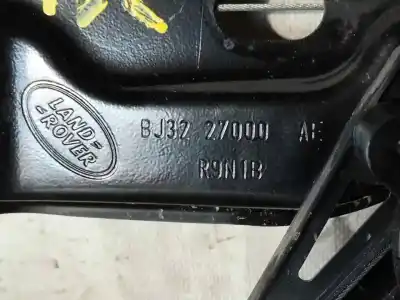 LAND-
-ROVER
BJ32 27000 AE
R9N1B